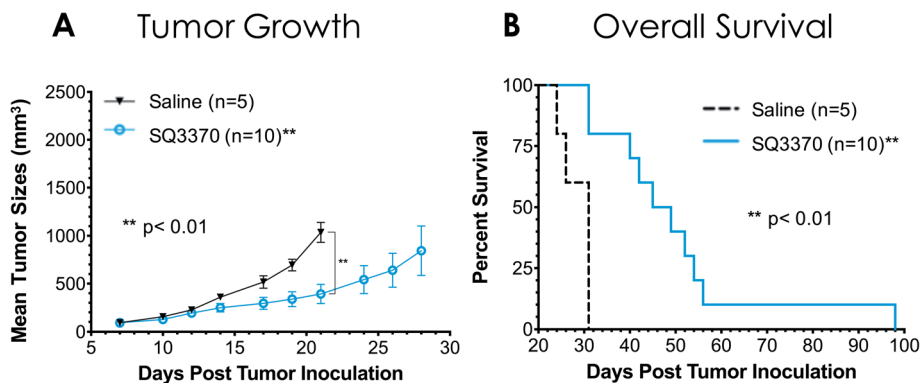 A Tumor Growth
Mean Tumor Sizes (mm³)
2500
2000
1500
1000
500
0
Saline (n=5)
SQ3370 (n=10)**
** p< 0.01
**
5 10 15 20 25 30
Days Post Tumor Inoculation
B Overall Survival
Percent Survival
100
75
50
25
0
Saline (n=5)
SQ3370 (n=10)**
** p< 0.01
20 30 40 50 60 70 80 90 100
Days Post Tumor Inoculation